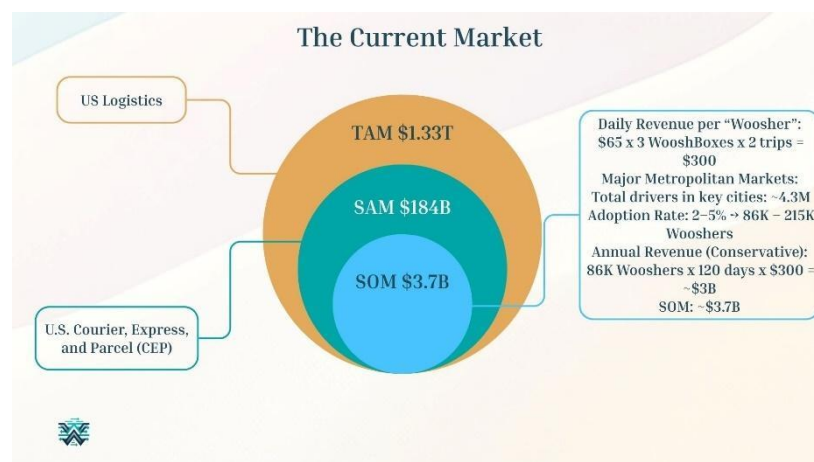 The Current Market
US Logistics
TAM $1.33T
SAM $184B
SOM $3.7B
U.S. Courier, Express,
and Parcel (CEP)
Daily Revenue per “Woosher”:
$65 x 3 WooshBoxes x 2 trips =
$300
Major Metropolitan Markets:
Total drivers in key cities: ~4.3M
Adoption Rate: 2–5% → 86K – 215K
Wooshers
Annual Revenue (Conservative):
86K Wooshers x 120 days x $300 =
~$3B
SOM: ~$3.7B